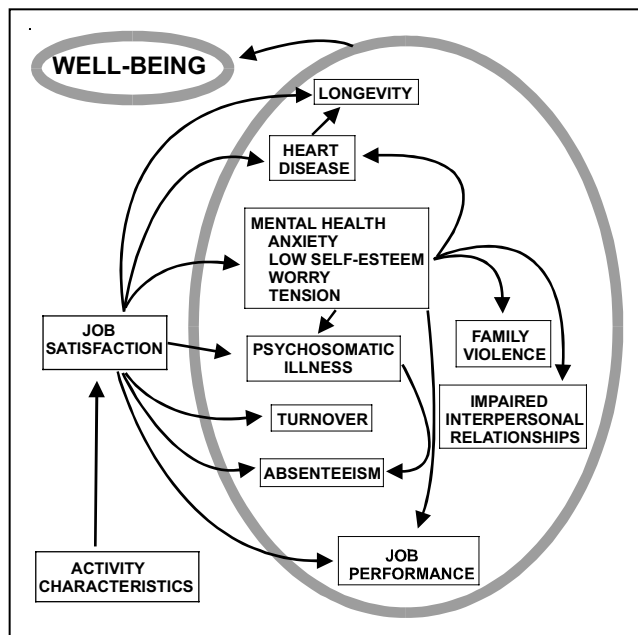 WELL-BEING
LONGEVITY
HEART
DISEASE
MENTAL HEALTH
ANXIETY
LOW SELF-ESTEEM
WORRY
TENSION
JOB
SATISFACTION
PSYCHOSOMATIC
ILLNESS
FAMILY
VIOLENCE
IMPAIRED
INTERPERSONAL
RELATIONSHIPS
TURNOVER
ABSENTEEISM
ACTIVITY
CHARACTERISTICS
JOB
PERFORMANCE